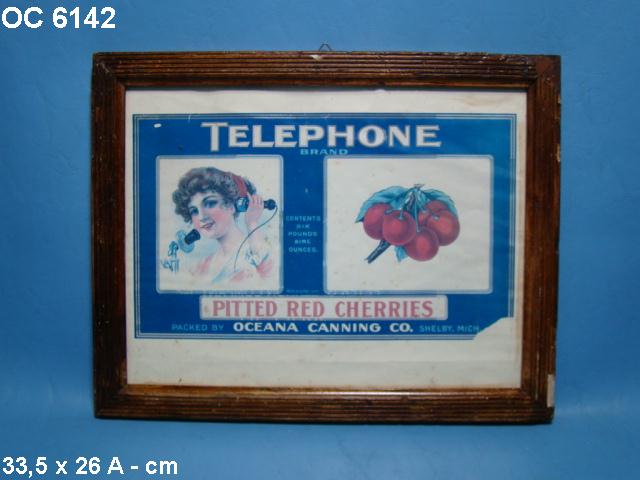 OC 6142
TELEPHONE
BRAND
CONTENTS
SIX
POUNDS
NINE
OUNCES.
PITTED RED CHERRIES
PACKED BY OCEANA CANNING CO. SHELBY, MICH
33,5 x 26 A - cm